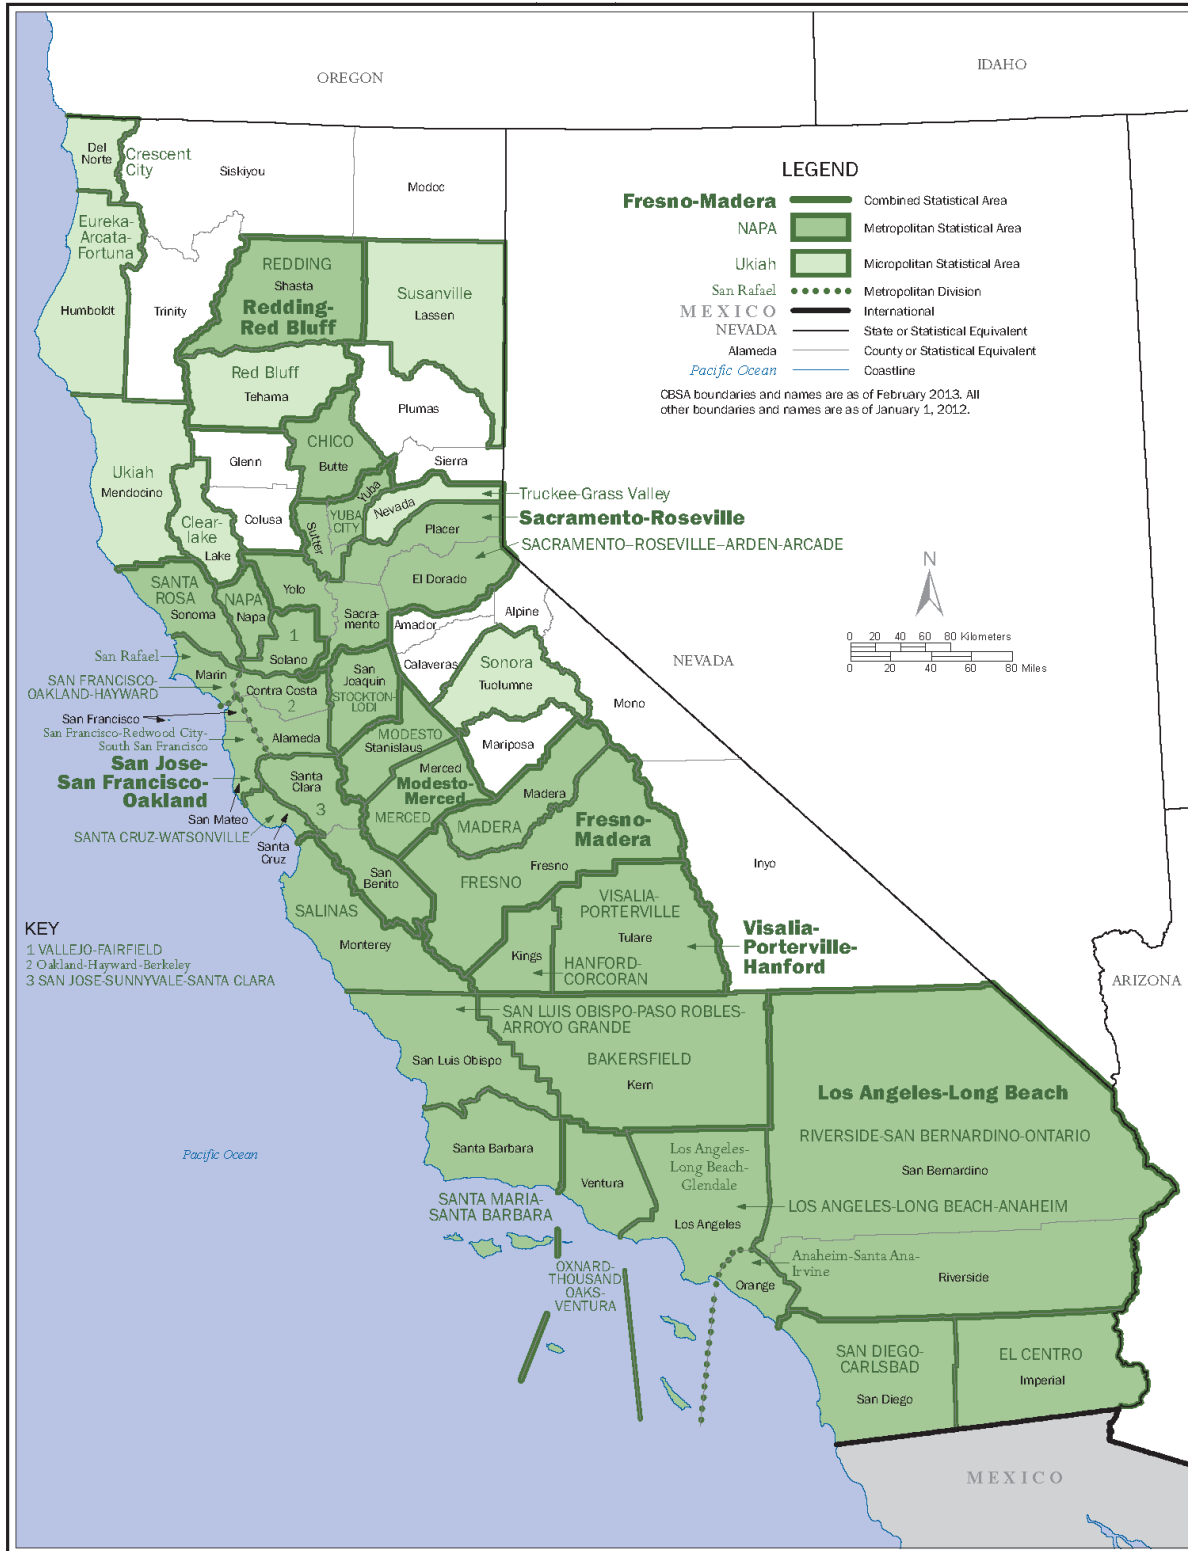 OREGON
IDAHO
Del
Norte
Crescent
City
Siskiyou
Modoc
LEGEND
Fresno-Madera
Combined Statistical Area
NAPA
Metropolitan Statistical Area
Ukiah
Micropolitan Statistical Area
San Rafael
Metropolitan Division
MEXICO
International
NEVADA
State or Statistical Equivalent
Alameda
County or Statistical Equivalent
Pacific Ocean
Coastline
CBSA boundaries and names are as of February 2013. All
other boundaries and names are as of January 1, 2012.
Eureka-
Arcata-
Fortuna
Humboldt
Trinity
REDDING
Shasta
Redding-
Red Bluff
Susanville
Lassen
Red Bluff
Tehama
Plumas
CHICO
Butte
Glenn
Sierra
Ukiah
Mendocino
Yuba
Nevada
Truckee-Grass Valley
Clear-
lake
Lake
Colusa
Sutter
YUBA
CITY
Placer
Sacramento-Roseville
SACRAMENTO–ROSEVILLE–ARDEN-ARCADE
El Dorado
SANTA
ROSA
Sonoma
NAPA
Napa
Yolo
Sacra-
mento
Amador
Alpine
1
Solano
N
0 20 40 60 80 Kilometers
0 20 40 60 80 Miles
San Rafael
Marin
Calaveras
Sonora
Tuolumne
NEVADA
Mono
SAN FRANCISCO-
OAKLAND-HAYWARD
Contra Costa
2
San
Joaquin
STOCKTON-
LODI
San Francisco
San Francisco-Redwood City-
South San Francisco
Alameda
MODESTO
Stanislaus
Mariposa
San Jose-
San Francisco-
Oakland
Santa
Clara
3
Merced
Modesto-
Merced
MERCED
Madera
MADERA
Fresno-
Madera
San Mateo
SANTA CRUZ-WATSONVILLE
Santa
Cruz
San
Benito
Fresno
FRESNO
Inyo
SALINAS
Monterey
VISALIA-
PORTERVILLE
Tulare
Visalia-
Porterville-
Hanford
Kings
HANFORD-
CORCORAN
KEY
1 VALLEJO-FAIRFIELD
2 Oakland-Hayward-Berkeley
3 SAN JOSE-SUNNYVALE-SANTA CLARA
ARIZONA
SAN LUIS OBISPO-PASO ROBLES-
ARROYO GRANDE
San Luis Obispo
BAKERSFIELD
Kern
Los Angeles-Long Beach
RIVERSIDE-SAN BERNARDINO-ONTARIO
San Bernardino
Pacific Ocean
Santa Barbara
SANTA MARIA-
SANTA BARBARA
Ventura
Los Angeles-
Long Beach-
Glendale
LOS ANGELES-LONG BEACH-ANAHEIM
Los Angeles
Anaheim-Santa Ana-
Irvine
Orange
Riverside
OXNARD-
THOUSAND
OAKS-
VENTURA
SAN DIEGO-
CARLSBAD
San Diego
EL CENTRO
Imperial
MEXICO